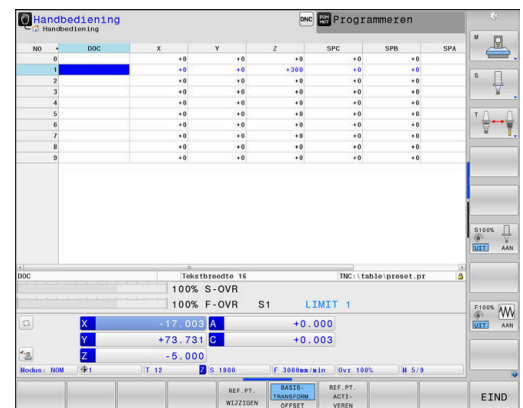 Handbediening
Handbediening
DNC
Programmeren
NO DOC X Y Z SPC SPB SPA
0 +0 +0 +0 +0 +0
1 +0 +0 +300 +0 +0
2 +0 +0 +0 +0 +0
3 +0 +0 +0 +0 +0
4 +0 +0 +0 +0 +0
5 +0 +0 +0 +0 +0
6 +0 +0 +0 +0 +0
7 +0 +0 +0 +0 +0
8 +0 +0 +0 +0 +0
9 +0 +0 +0 +0 +0
DOC Tekstbreedte 16 TNC:\table\preset.pr
100% S-OVR
100% F-OVR S1 LIMIT 1
X -17.003 A +0.000
Y +73.731 C +0.003
Z -5.000
Modus: NOM 1 T 12 Z S 1800 F 3000mm/min Ovr 100% M 5/9
REF.PT. WIJZIGEN
BASIS-TRANSFORM. OFFSET
REF.PT. ACTI-VEREN
EIND
M
S
T
S100%
UIT AAN
F100%
UIT AAN